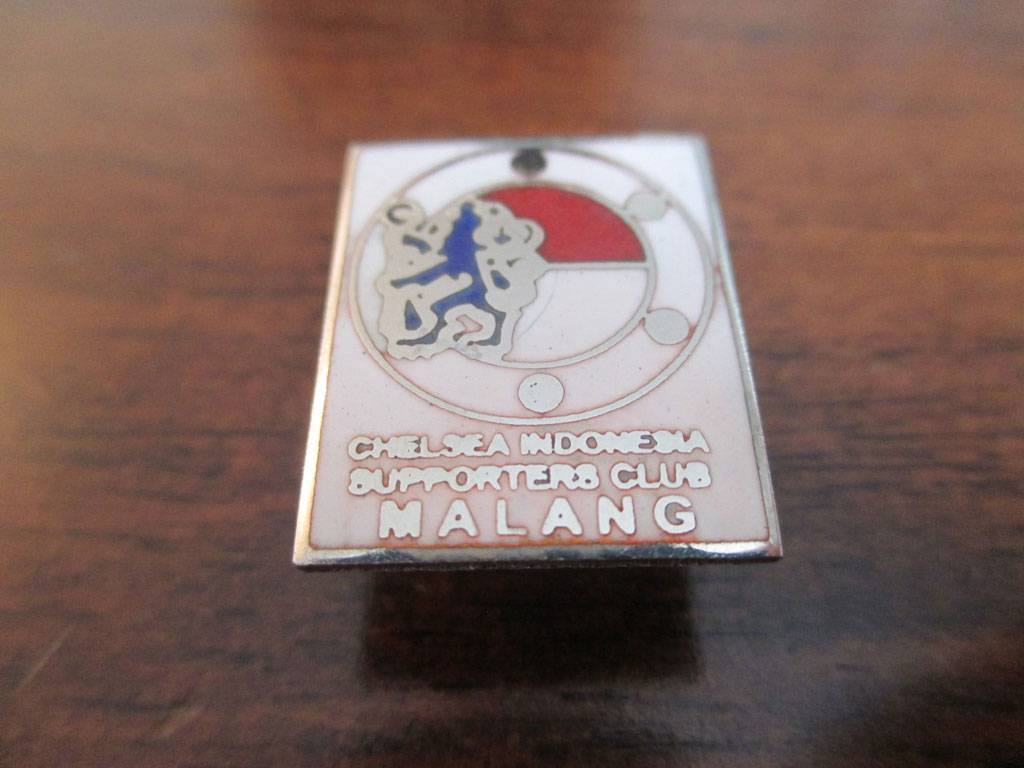 CHELSEA INDONESIA
SUPPORTERS CLUB
MALANG